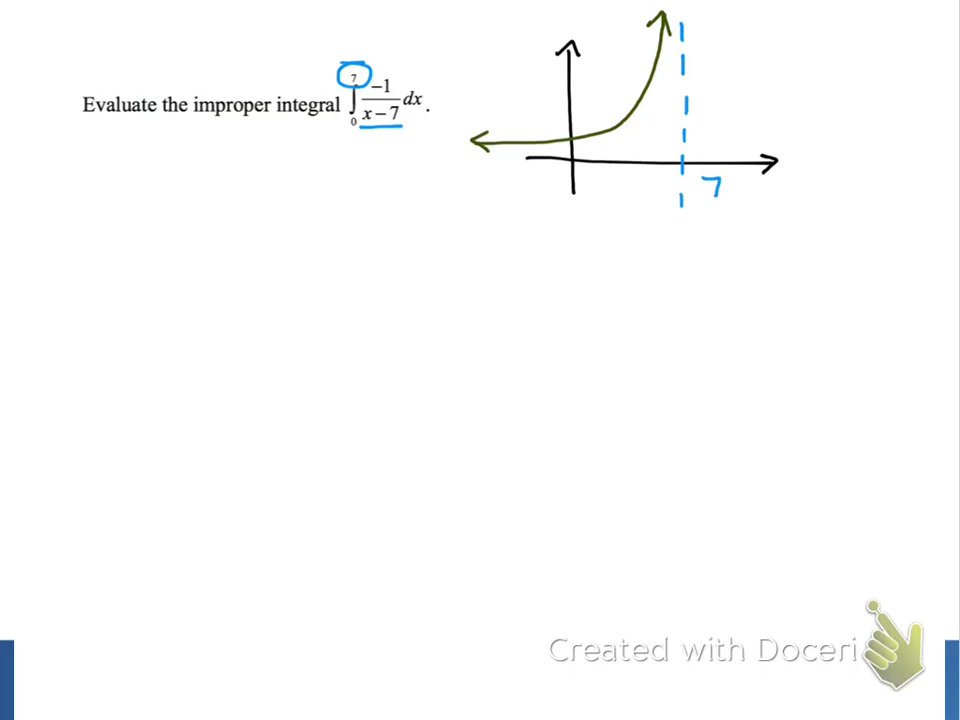 Evaluate the improper integral ∫₀⁷ −1/(x−7) dx.
7
Created with Doceri